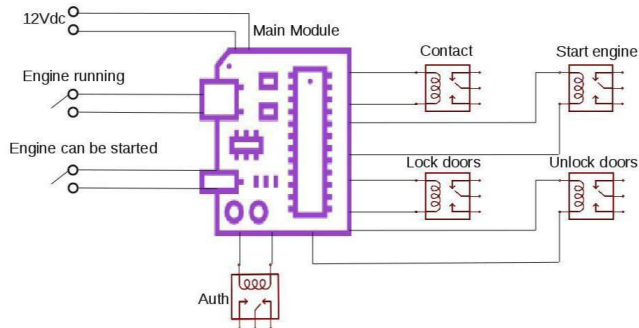 12Vdc
Main Module
Contact
Start engine
Engine running
Engine can be started
Lock doors
Unlock doors
Auth